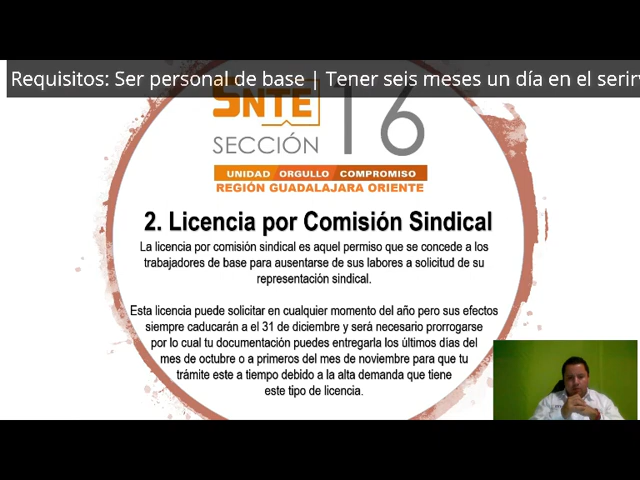 Requisitos: Ser personal de base | Tener seis meses un día en el
SNTE 16
SECCIÓN
UNIDAD ORGULLO COMPROMISO
REGIÓN GUADALAJARA ORIENTE
2. Licencia por Comisión Sindical
La licencia por comisión sindical es aquel permiso que se concede a los
trabajadores de base para ausentarse de sus labores a solicitud de su
representación sindical.
Esta licencia puede solicitar en cualquier momento del año pero sus efectos
siempre caducarán a el 31 de diciembre y será necesario prorrogarse
por lo cual tu documentación puedes entregarla los últimos días del
mes de octubre o a primeros del mes de noviembre para que tu
trámite este a tiempo debido a la alta demanda que tiene
este tipo de licencia.